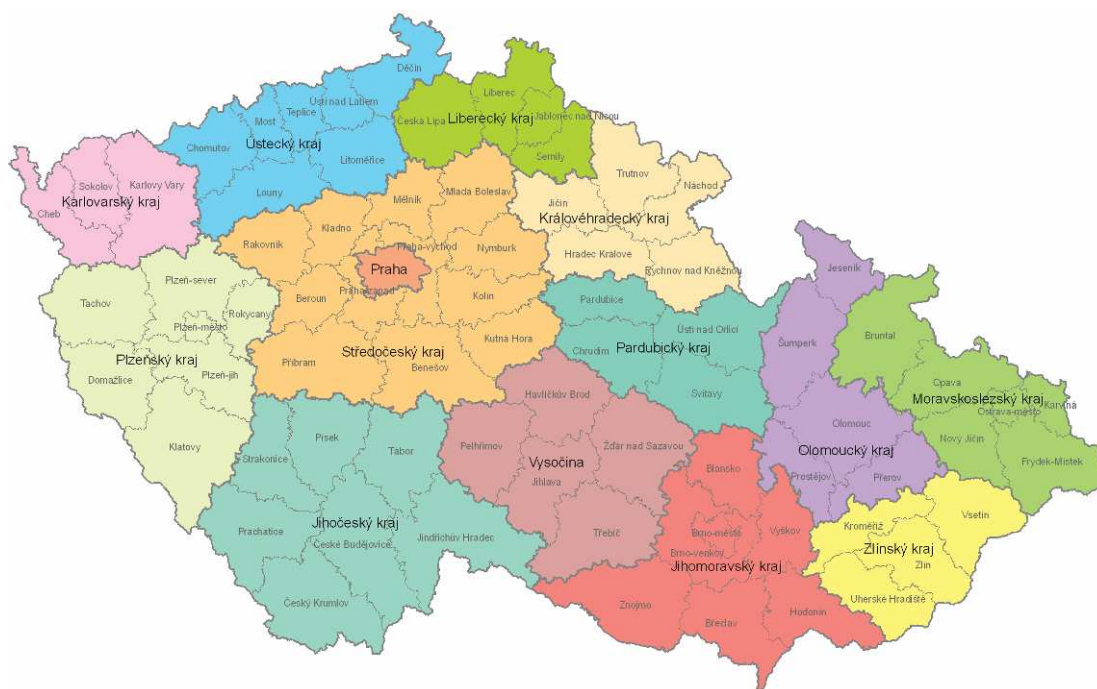 Děčín
Ústí nad Labem
Teplice
Most
Ústecký kraj
Chomutov
Litoměřice
Louny
Liberec
Česká Lípa
Jablonec nad Nisou
Liberecký kraj
Semily
Karlovy Vary
Sokolov
Karlovarský kraj
Cheb
Trutnov
Náchod
Jičín
Královéhradecký kraj
Hradec Kralove
Rychnov nad Kněžnou
Mladá Boleslav
Mělník
Kladno
Rakovník
Praha-východ
Nymburk
Praha
Praha-západ
Beroun
Kolín
Kutná Hora
Středočeský kraj
Příbram
Benešov
Plzeň-sever
Tachov
Rokycany
Plzeň-město
Plzeňský kraj
Plzeň-jih
Domažlice
Klatovy
Pardubice
Ústí nad Orlicí
Chrudim
Pardubický kraj
Svitavy
Jeseník
Šumperk
Olomouc
Olomoucký kraj
Prostějov
Přerov
Bruntál
Opava
Moravskoslezský kraj
Karviná
Ostrava-město
Nový Jičín
Frýdek-Místek
Havlíčkův Brod
Pelhřimov
Žďár nad Sázavou
Vysočina
Jihlava
Třebíč
Písek
Tábor
Strakonice
Jihočeský kraj
Prachatice
České Budějovice
Jindřichův Hradec
Český Krumlov
Blansko
Vyškov
Brno-město
Brno-venkov
Jihomoravský kraj
Znojmo
Břeclav
Hodonín
Vsetín
Kroměříž
Zlínský kraj
Zlín
Uherské Hradiště